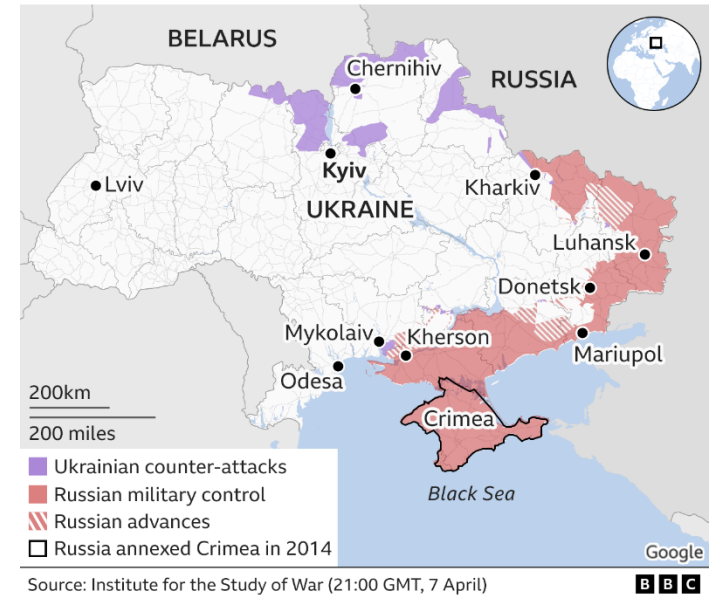 BELARUS
Chernihiv
RUSSIA
Kyiv
Lviv
Kharkiv
UKRAINE
Luhansk
Donetsk
Mykolaiv
Kherson
Mariupol
Odesa
200km
Crimea
200 miles
Ukrainian counter-attacks
Russian military control
Black Sea
Russian advances
Russia annexed Crimea in 2014
Google
Source: Institute for the Study of War (21:00 GMT, 7 April)
BBC